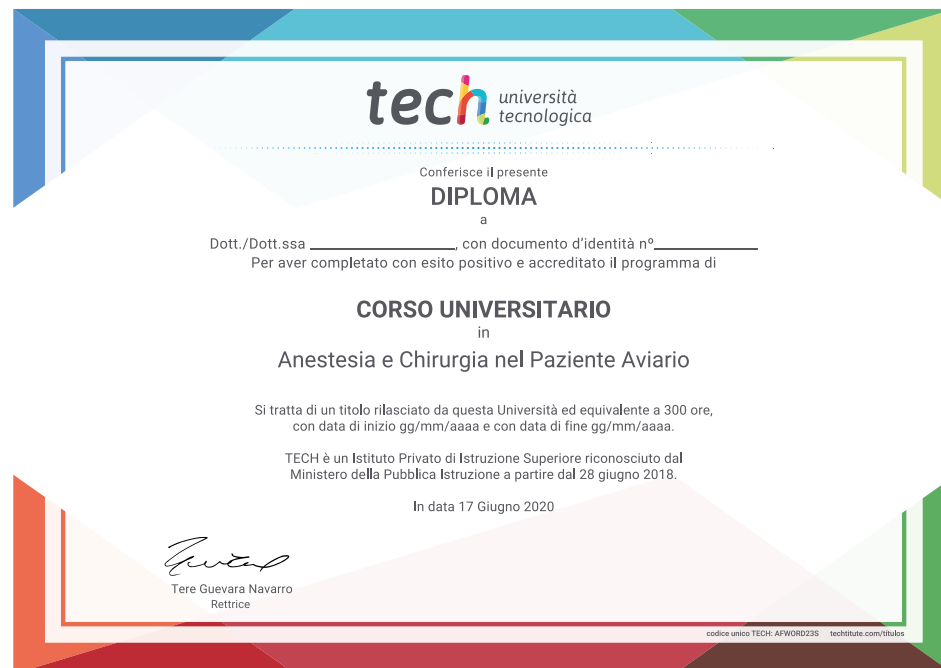 tech università
tecnologica
Conferisce il presente
DIPLOMA
a
Dott./Dott.ssa ____________________, con documento d'identità nº______________
Per aver completato con esito positivo e accreditato il programma di
CORSO UNIVERSITARIO
in
Anestesia e Chirurgia nel Paziente Aviario
Si tratta di un titolo rilasciato da questa Università ed equivalente a 300 ore,
con data di inizio gg/mm/aaaa e con data di fine gg/mm/aaaa.
TECH è un Istituto Privato di Istruzione Superiore riconosciuto dal
Ministero della Pubblica Istruzione a partire dal 28 giugno 2018.
In data 17 Giugno 2020
Tere Guevara Navarro
Rettrice
codice unico TECH: AFWORD23S techtitute.com/titulos